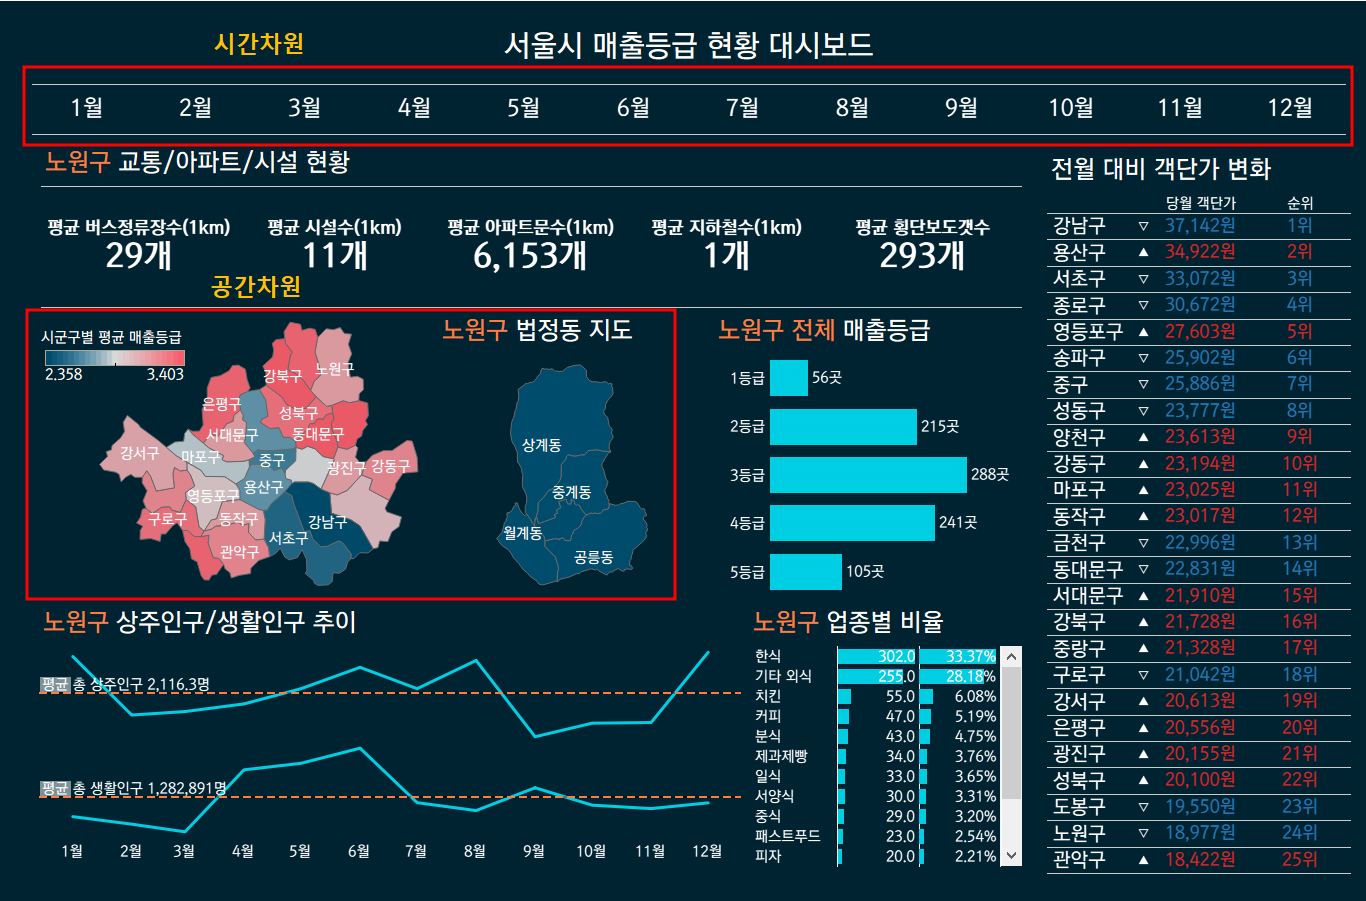 시간차원
서울시 매출등급 현황 대시보드
1월 2월 3월 4월 5월 6월 7월 8월 9월 10월 11월 12월
노원구 교통/아파트/시설 현황
평균 버스정류장수(1km) 평균 시설수(1km) 평균 아파트문수(1km) 평균 지하철수(1km) 평균 횡단보도갯수
29개 11개 6,153개 1개 293개
공간차원
시군구별 평균 매출등급
2,358 3,403
강북구 노원구
은평구 성북구
서대문구 동대문구
강서구 마포구 중구 광진구 강동구
영등포구 용산구
구로구 동작구 강남구
관악구 서초구
노원구 법정동 지도
상계동
중계동
월계동
공릉동
노원구 전체 매출등급
1등급 56곳
2등급 215곳
3등급 288곳
4등급 241곳
5등급 105곳
노원구 상주인구/생활인구 추이
평균 총 상주인구 2,116.3명
평균 총 생활인구 1,282,891명
1월 2월 3월 4월 5월 6월 7월 8월 9월 10월 11월 12월
노원구 업종별 비율
한식 302.0 33.37%
기타 외식 255.0 28.18%
치킨 55.0 6.08%
커피 47.0 5.19%
분식 43.0 4.75%
제과제빵 34.0 3.76%
일식 33.0 3.65%
서양식 30.0 3.31%
중식 29.0 3.20%
패스트푸드 23.0 2.54%
피자 20.0 2.21%
전월 대비 객단가 변화
당월 객단가 순위
강남구 ▽ 37,142원 1위
용산구 ▲ 34,922원 2위
서초구 ▽ 33,072원 3위
종로구 ▽ 30,672원 4위
영등포구 ▲ 27,603원 5위
송파구 ▽ 25,902원 6위
중구 ▽ 25,886원 7위
성동구 ▽ 23,777원 8위
양천구 ▲ 23,613원 9위
강동구 ▲ 23,194원 10위
마포구 ▲ 23,025원 11위
동작구 ▲ 23,017원 12위
금천구 ▽ 22,996원 13위
동대문구 ▽ 22,831원 14위
서대문구 ▲ 21,910원 15위
강북구 ▲ 21,728원 16위
중랑구 ▲ 21,328원 17위
구로구 ▽ 21,042원 18위
강서구 ▲ 20,613원 19위
은평구 ▲ 20,556원 20위
광진구 ▲ 20,155원 21위
성북구 ▲ 20,100원 22위
도봉구 ▽ 19,550원 23위
노원구 ▽ 18,977원 24위
관악구 ▲ 18,422원 25위